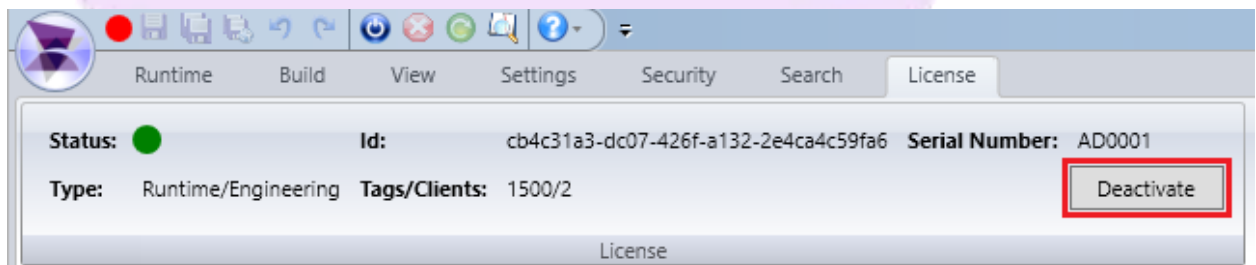 Runtime Build View Settings Security Search License
Status: Id: cb4c31a3-dc07-426f-a132-2e4ca4c59fa6 Serial Number: AD0001
Type: Runtime/Engineering Tags/Clients: 1500/2 Deactivate
License